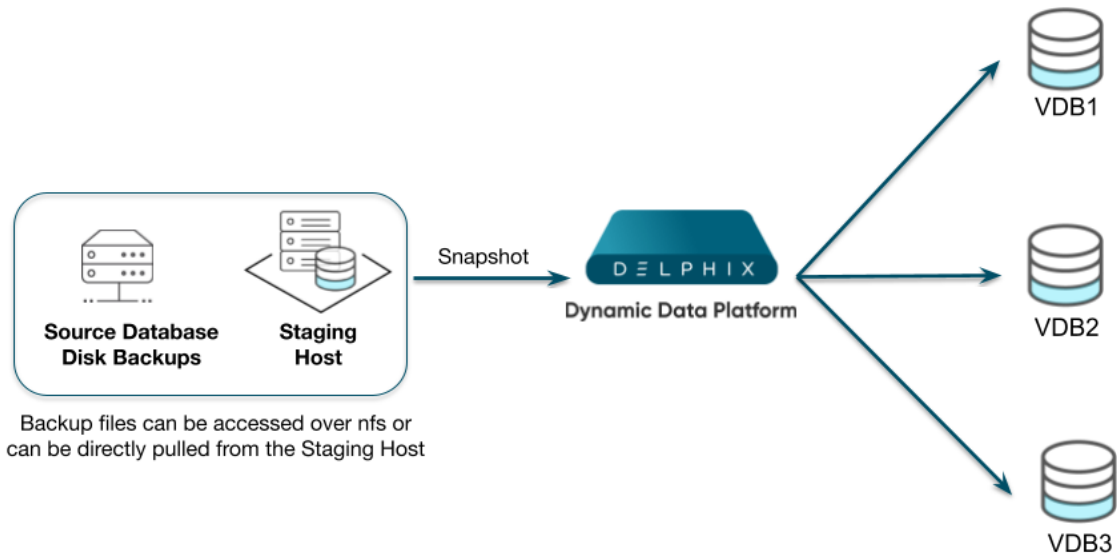 VDB1
Source Database
Disk Backups
Staging
Host
Snapshot
DELPHIX
Dynamic Data Platform
VDB2
Backup files can be accessed over nfs or
can be directly pulled from the Staging Host
VDB3